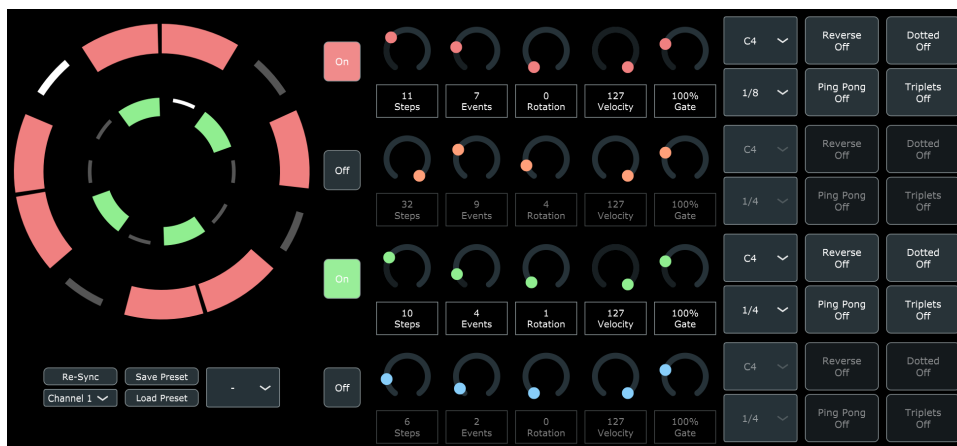 On
11
Steps
7
Events
0
Rotation
127
Velocity
100%
Gate
C4
Reverse
Off
Dotted
Off
1/8
Ping Pong
Off
Triplets
Off
Off
32
Steps
9
Events
4
Rotation
127
Velocity
100%
Gate
C4
Reverse
Off
Dotted
Off
1/4
Ping Pong
Off
Triplets
Off
On
10
Steps
4
Events
1
Rotation
127
Velocity
100%
Gate
C4
Reverse
Off
Dotted
Off
1/4
Ping Pong
Off
Triplets
Off
Re-Sync
Save Preset
Channel 1
Load Preset
-
Off
6
Steps
2
Events
0
Rotation
127
Velocity
100%
Gate
C4
Reverse
Off
Dotted
Off
1/4
Ping Pong
Off
Triplets
Off